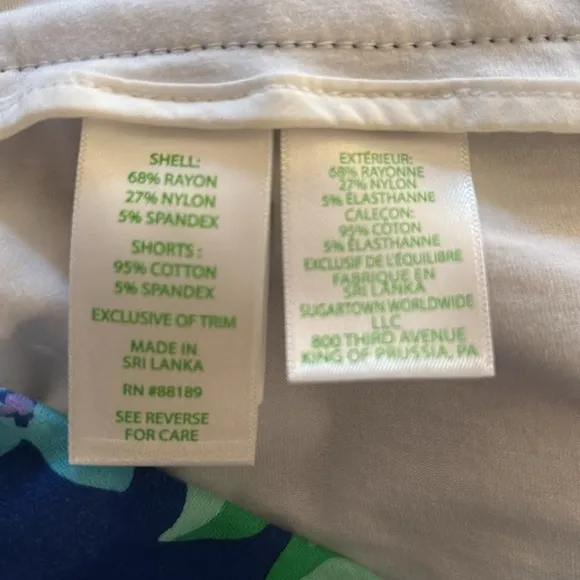 SHELL:
68% RAYON
27% NYLON
5% SPANDEX
SHORTS:
95% COTTON
5% SPANDEX
EXCLUSIVE OF TRIM
MADE IN
SRI LANKA
RN #88189
SEE REVERSE
FOR CARE
EXTÉRIEUR:
68% RAYONNE
27% NYLON
5% ÉLASTHANNE
CALEÇON:
95% COTON
5% ÉLASTHANNE
EXCLUSIF DE L'ÉQUILIBRE
FABRIQUE EN
SRI LANKA
SUGARTOWN WORLDWIDE
LLC
800 THIRD AVENUE
KING OF PRUSSIA, PA